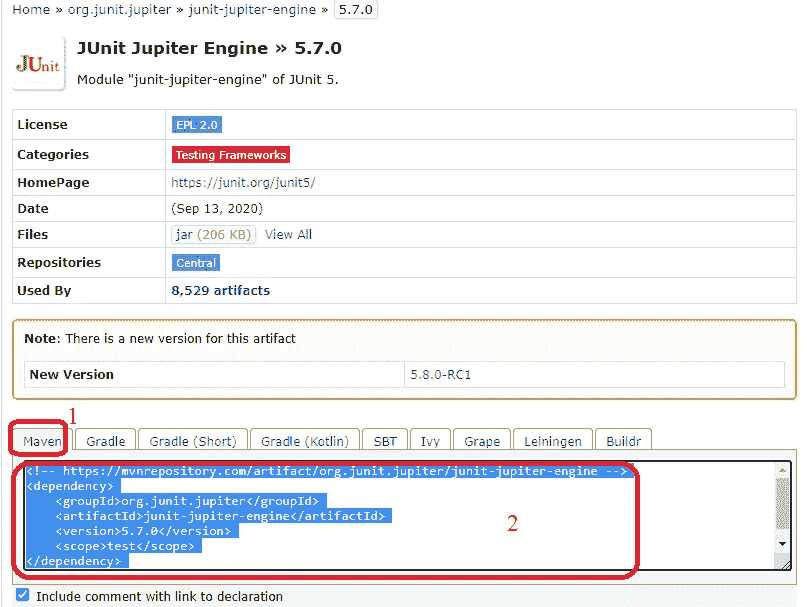 Home » org.junit.jupiter » junit-jupiter-engine » 5.7.0
JUnit
JUnit Jupiter Engine » 5.7.0
Module "junit-jupiter-engine" of JUnit 5.
License EPL 2.0
Categories Testing Frameworks
HomePage https://junit.org/junit5/
Date (Sep 13, 2020)
Files jar (206 KB) View All
Repositories Central
Used By 8,529 artifacts
Note: There is a new version for this artifact
New Version 5.8.0-RC1
1
Maven Gradle Gradle (Short) Gradle (Kotlin) SBT Ivy Grape Leiningen Buildr
<!-- https://mvnrepository.com/artifact/org.junit.jupiter/junit-jupiter-engine -->
<dependency>
<groupId>org.junit.jupiter</groupId>
<artifactId>junit-jupiter-engine</artifactId>
<version>5.7.0</version>
2
<scope>test</scope>
</dependency>
Include comment with link to declaration